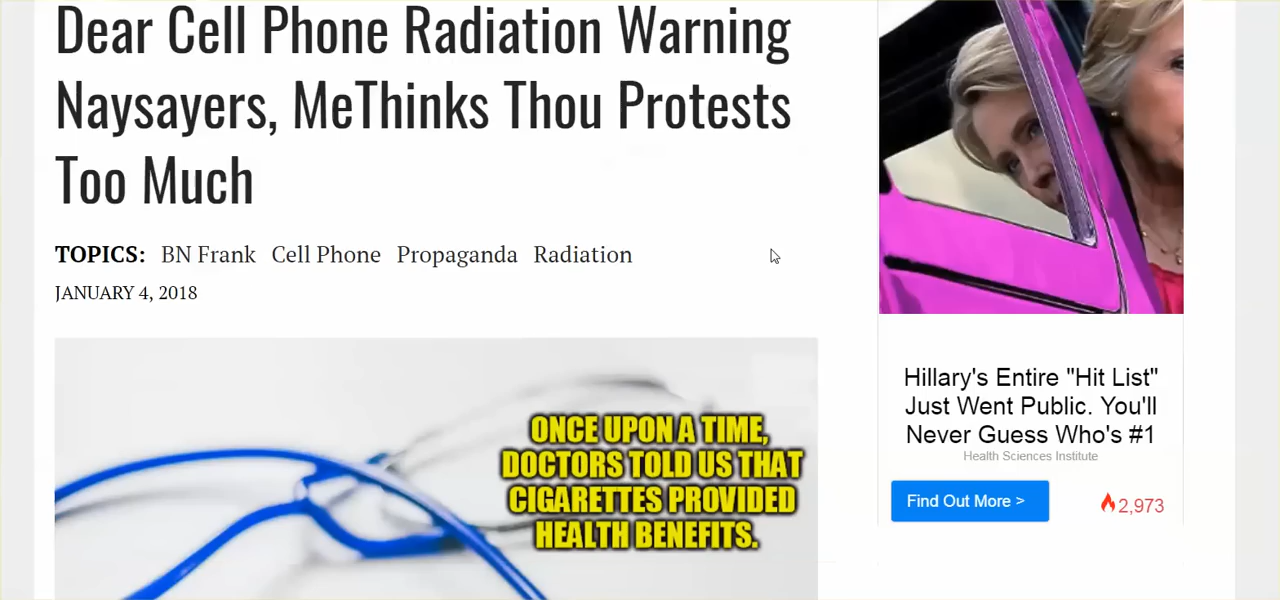 Dear Cell Phone Radiation Warning
Naysayers, MeThinks Thou Protests
Too Much
TOPICS: BN Frank Cell Phone Propaganda Radiation
JANUARY 4, 2018
ONCE UPON A TIME,
DOCTORS TOLD US THAT
CIGARETTES PROVIDED
HEALTH BENEFITS.
Hillary's Entire "Hit List"
Just Went Public. You'll
Never Guess Who's #1
Health Sciences Institute
Find Out More >
2,973